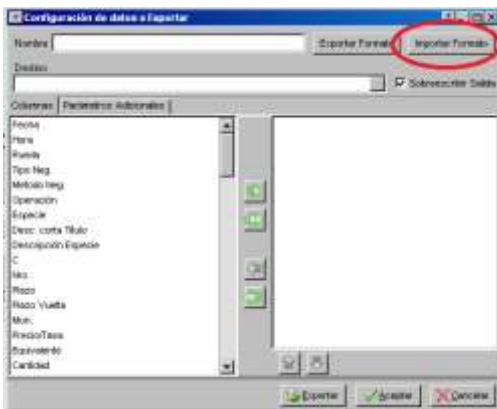 Configuración de datos a Exportar
Nombre
Exportar Formato
Importar Formato
Destino
Sobreescribir Salida
Columnas
Parámetros Adicionales
Fecha
Hora
Rueda
Tipo Neg.
Método Neg.
Operación
Especie
Desc. corta Título
Descripción Especie
C
Nro.
Plazo
Plazo Vuelta
Mon.
Precio/Tasa
Equivalente
Cantidad
Exportar
Aceptar
Cancelar